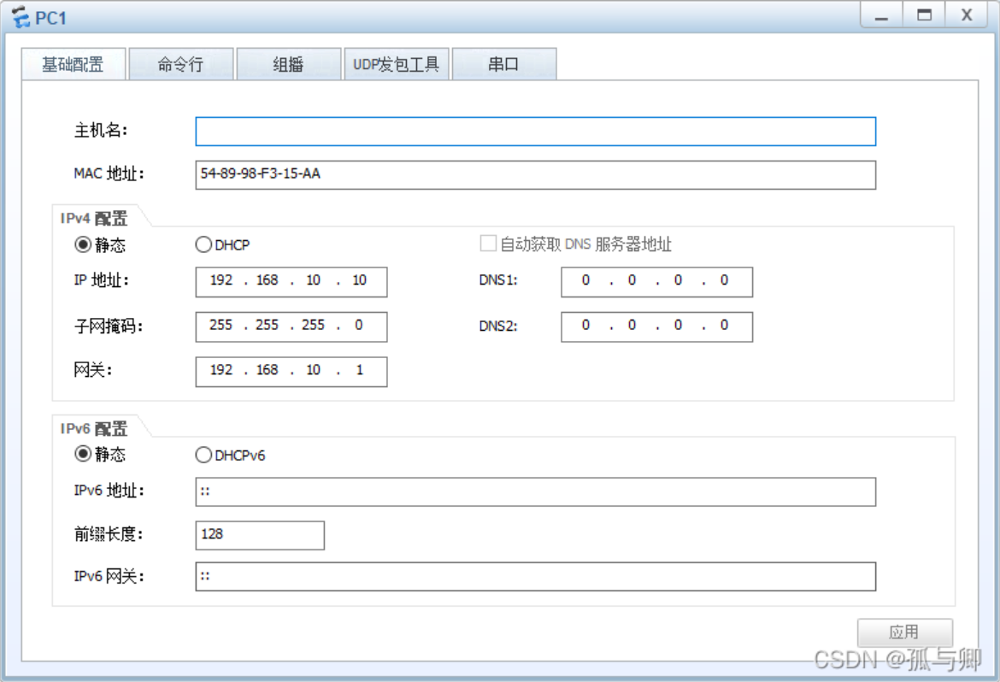 PC1
基础配置 命令行 组播 UDP发包工具 串口
主机名:
MAC 地址: 54-89-98-F3-15-AA
IPv4 配置
静态 DHCP 自动获取 DNS 服务器地址
IP 地址: 192 . 168 . 10 . 10 DNS1: 0 . 0 . 0 . 0
子网掩码: 255 . 255 . 255 . 0 DNS2: 0 . 0 . 0 . 0
网关: 192 . 168 . 10 . 1
IPv6 配置
静态 DHCPv6
IPv6 地址: ::
前缀长度: 128
IPv6 网关: ::
应用
CSDN @孤与卿